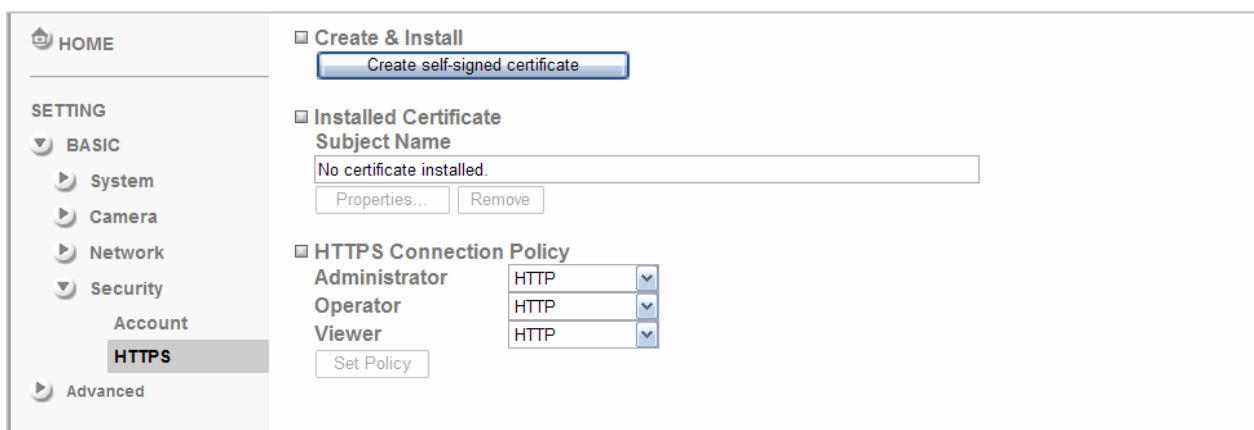 HOME
SETTING
BASIC
System
Camera
Network
Security
Account
HTTPS
Advanced
Create & Install
Create self-signed certificate
Installed Certificate
Subject Name
No certificate installed.
Properties... Remove
HTTPS Connection Policy
Administrator HTTP
Operator HTTP
Viewer HTTP
Set Policy